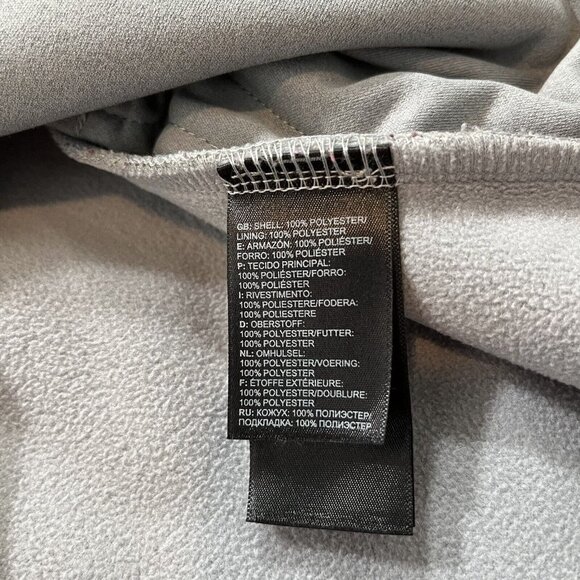 GB: SHELL: 100% POLYESTER/
LINING: 100% POLYESTER
E: ARMAZÓN: 100% POLIÉSTER/
FORRO: 100% POLIÉSTER
P: TECIDO PRINCIPAL:
100% POLIÉSTER/FORRO:
100% POLIÉSTER
I: RIVESTIMENTO:
100% POLIESTERE/FODERA:
100% POLIESTERE
D: OBERSTOFF:
100% POLYESTER/FUTTER:
100% POLYESTER
NL: OMHULSEL:
100% POLYESTER/VOERING:
100% POLYESTER
F: ÉTOFFE EXTÉRIEURE:
100% POLYESTER/DOUBLURE:
100% POLYESTER
RU: КОЖУХ: 100% ПОЛИЭСТЕР/
ПОДКЛАДКА: 100% ПОЛИЭСТЕР